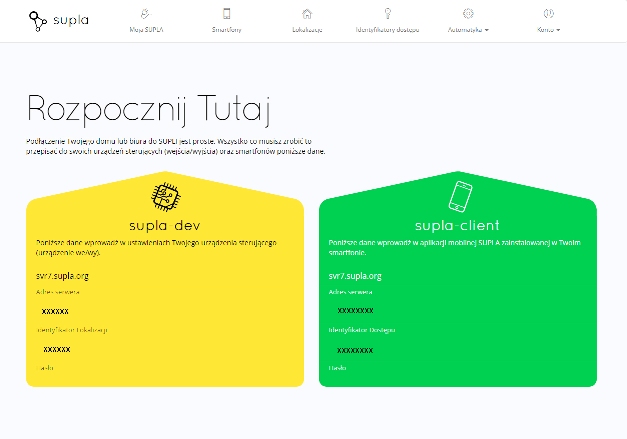 supla
Moja SUPLA
Smartfony
Lokalizacje
Identyfikatory dostępu
Automatyka
Konto
Rozpocznij Tutaj
Podłączenie Twojego domu lub biura do SUPLI jest proste. Wszystko co musisz zrobić to
przepisać do swoich urządzeń sterujących (wejścia/wyjścia) oraz smartfonów poniższe dane.
supla-dev
Poniższe dane wprowadź w ustawieniach Twojego urządzenia sterującego
(urządzenie we/wy).
svr7.supla.org
Adres serwera
xxxxxx
Identyfikator Lokalizacji
xxxxxx
Hasło
supla-client
Poniższe dane wprowadź w aplikacji mobilnej SUPLA zainstalowanej w Twoim
smartfonie.
svr7.supla.org
Adres serwera
xxxxxxxx
Identyfikator Dostępu
xxxxxxxx
Hasło